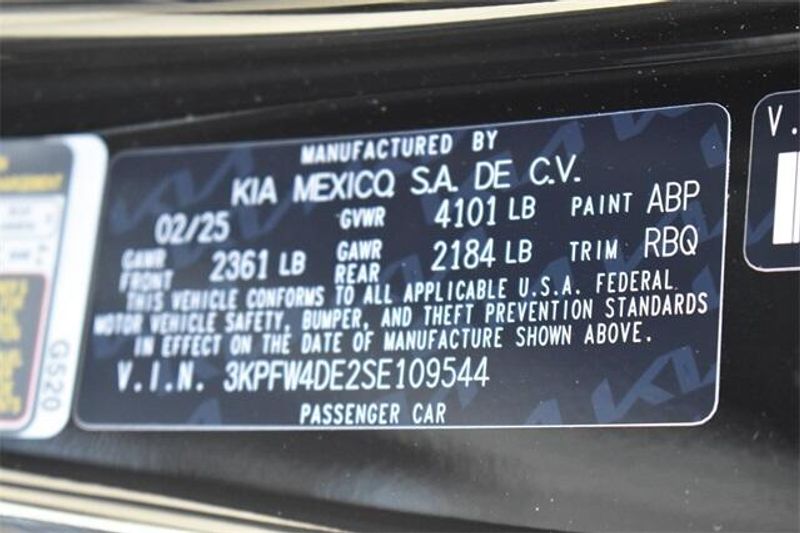 MANUFACTURED BY
KIA MEXICO S.A. DE C.V.
02/25 GVWR 4101 LB PAINT ABP
GAWR FRONT 2361 LB GAWR REAR 2184 LB TRIM RBQ
THIS VEHICLE CONFORMS TO ALL APPLICABLE U.S.A. FEDERAL
MOTOR VEHICLE SAFETY, BUMPER, AND THEFT PREVENTION STANDARDS
IN EFFECT ON THE DATE OF MANUFACTURE SHOWN ABOVE.
V.I.N. 3KPFW4DE2SE109544
PASSENGER CAR
G520
V.